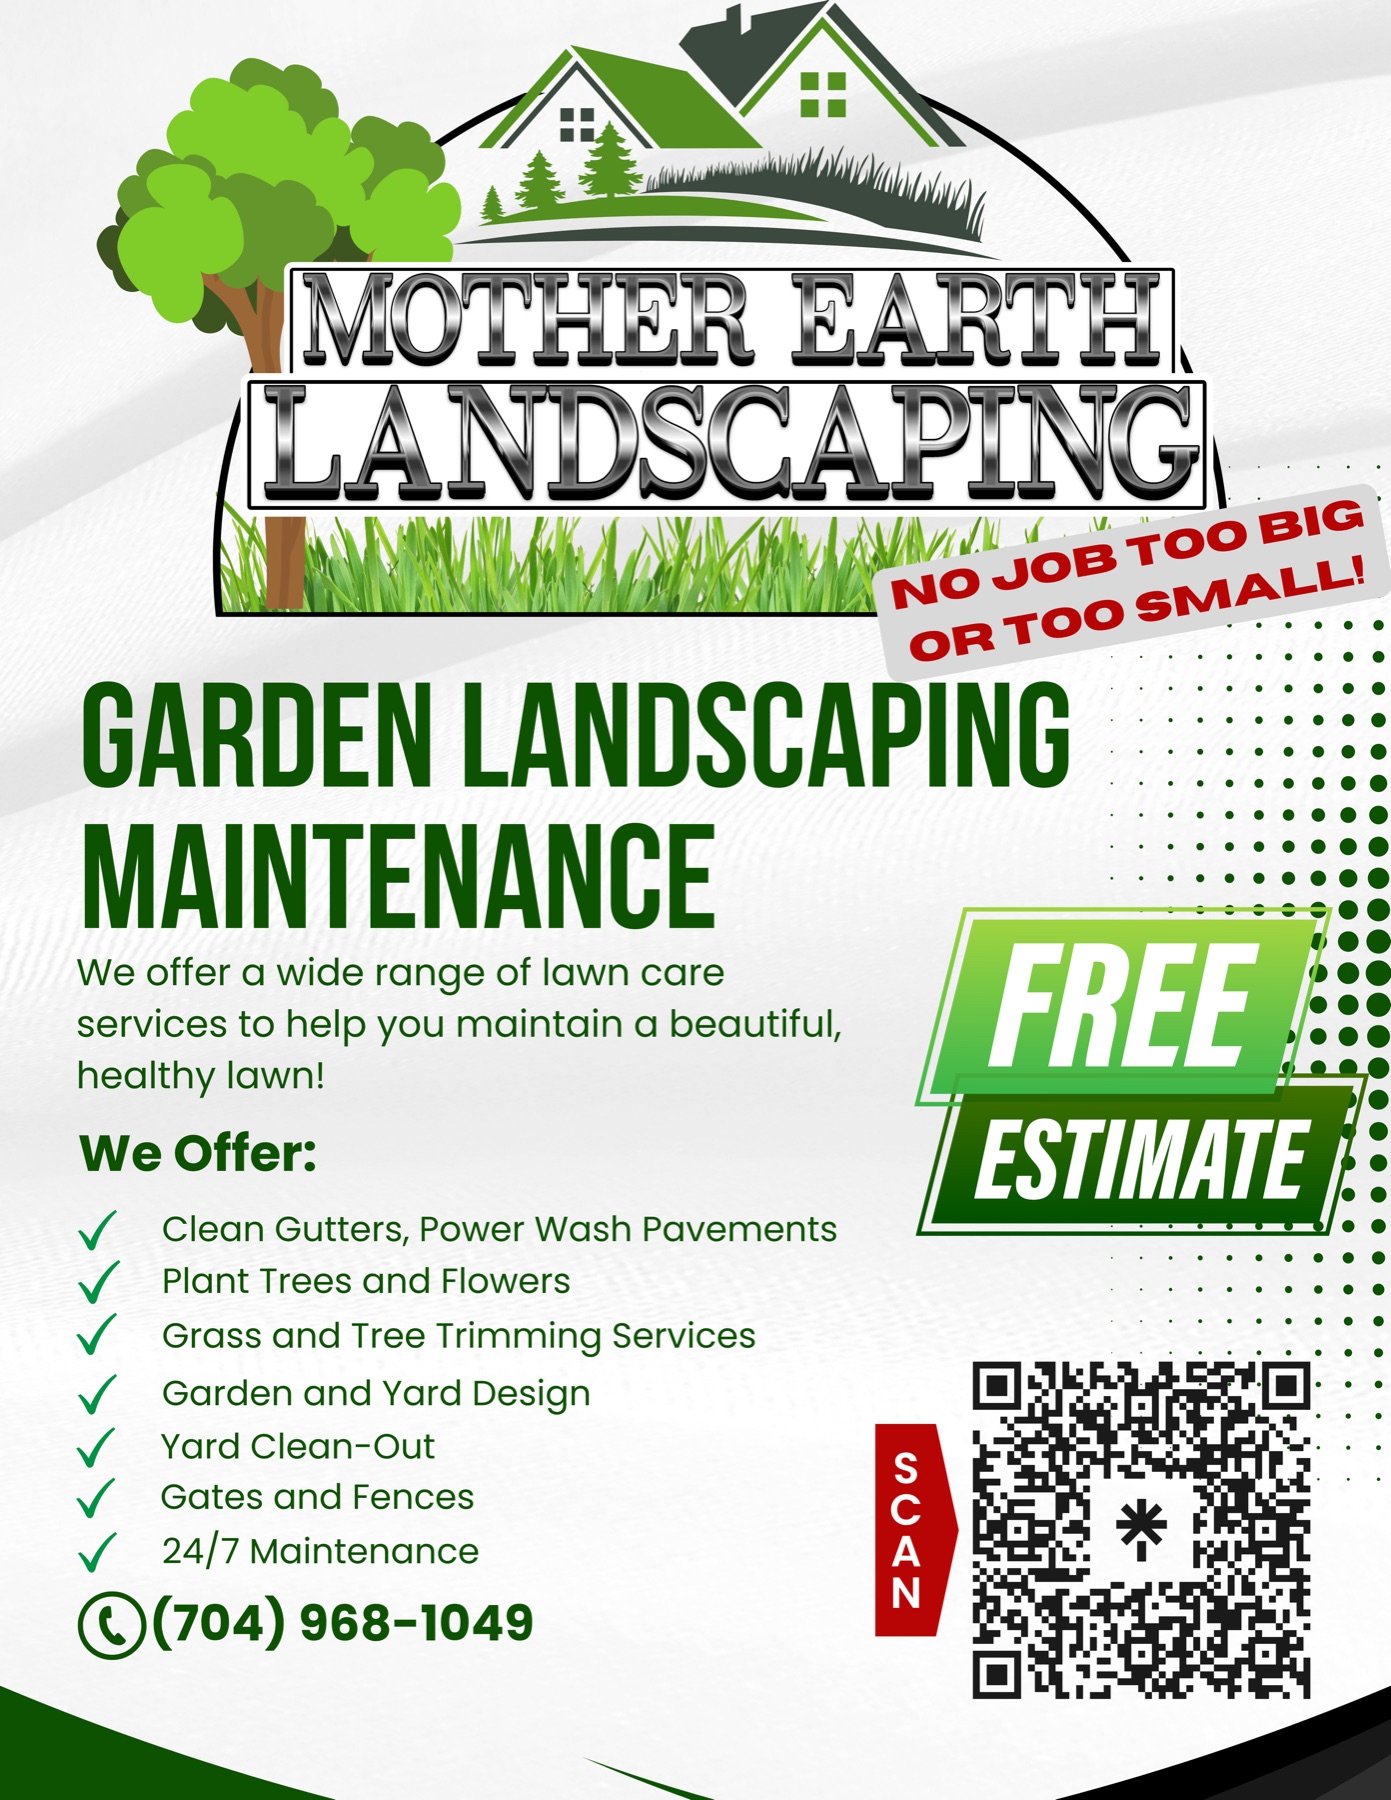 MOTHER EARTH
LANDSCAPING
NO JOB TOO BIG
OR TOO SMALL!
GARDEN LANDSCAPING
MAINTENANCE
We offer a wide range of lawn care
services to help you maintain a beautiful,
healthy lawn!
FREE
ESTIMATE
We Offer:
Clean Gutters, Power Wash Pavements
Plant Trees and Flowers
Grass and Tree Trimming Services
Garden and Yard Design
Yard Clean-Out
Gates and Fences
24/7 Maintenance
(704) 968-1049
SCAN